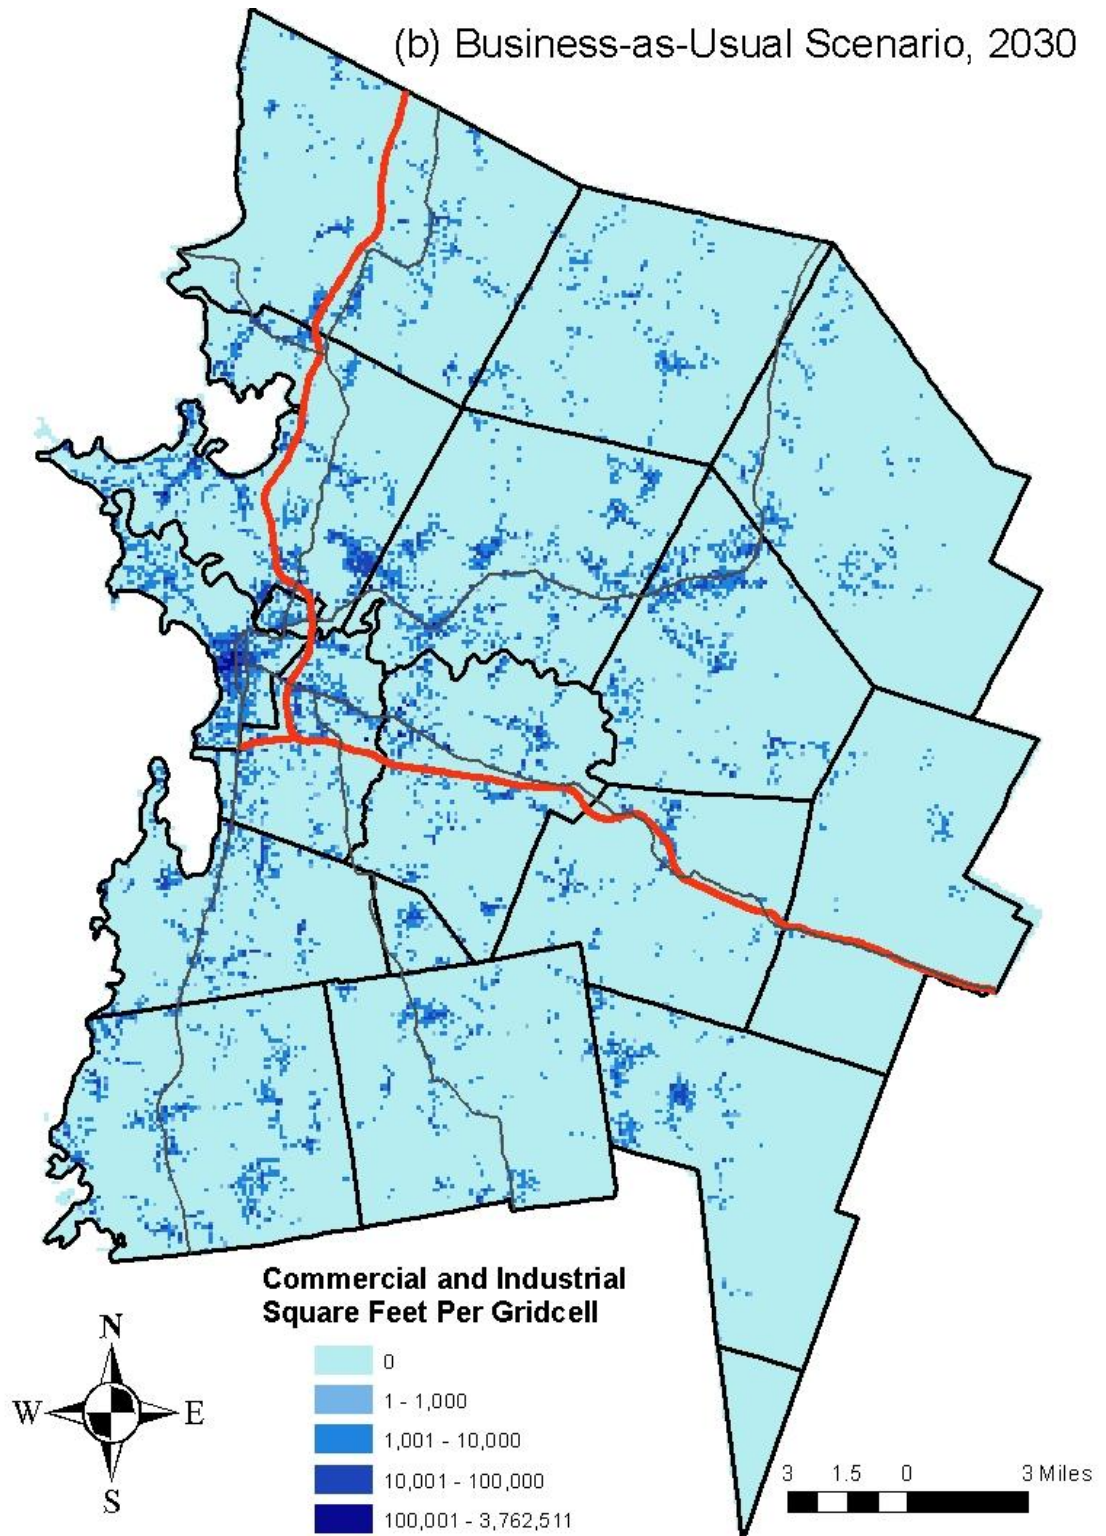 (b) Business-as-Usual Scenario, 2030
Commercial and Industrial
Square Feet Per Gridcell
0
1 - 1,000
1,001 - 10,000
10,001 - 100,000
100,001 - 3,762,511
N
W E
S
3 1.5 0 3 Miles